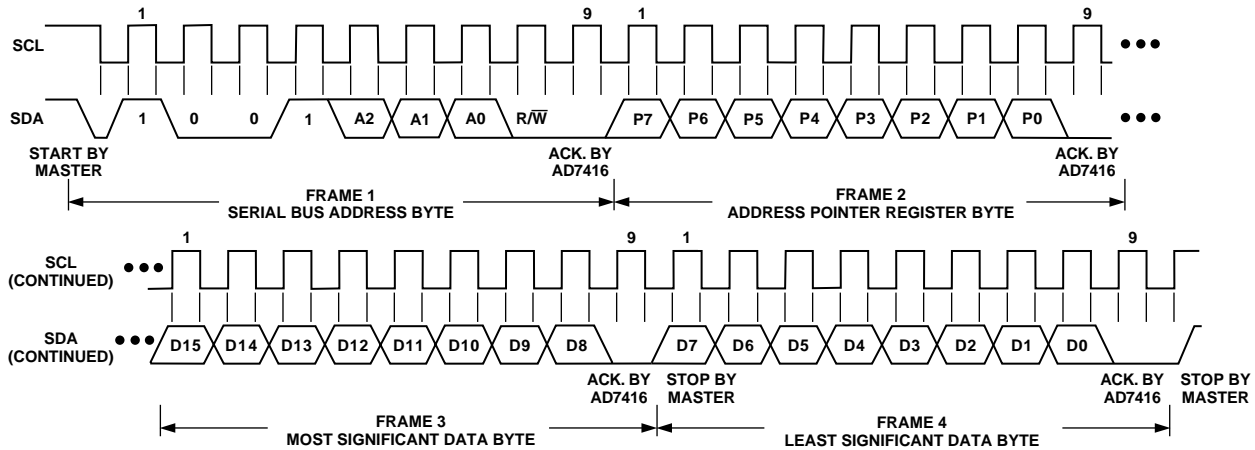 1 9 1 9
SCL
SDA 1 0 0 1 A2 A1 A0 R/W̅ P7 P6 P5 P4 P3 P2 P1 P0
START BY MASTER
ACK. BY AD7416
ACK. BY AD7416
FRAME 1
SERIAL BUS ADDRESS BYTE
FRAME 2
ADDRESS POINTER REGISTER BYTE
1 9 1 9
SCL
(CONTINUED)
SDA
(CONTINUED)
D15 D14 D13 D12 D11 D10 D9 D8 D7 D6 D5 D4 D3 D2 D1 D0
ACK. BY AD7416
STOP BY MASTER
ACK. BY AD7416
STOP BY MASTER
FRAME 3
MOST SIGNIFICANT DATA BYTE
FRAME 4
LEAST SIGNIFICANT DATA BYTE